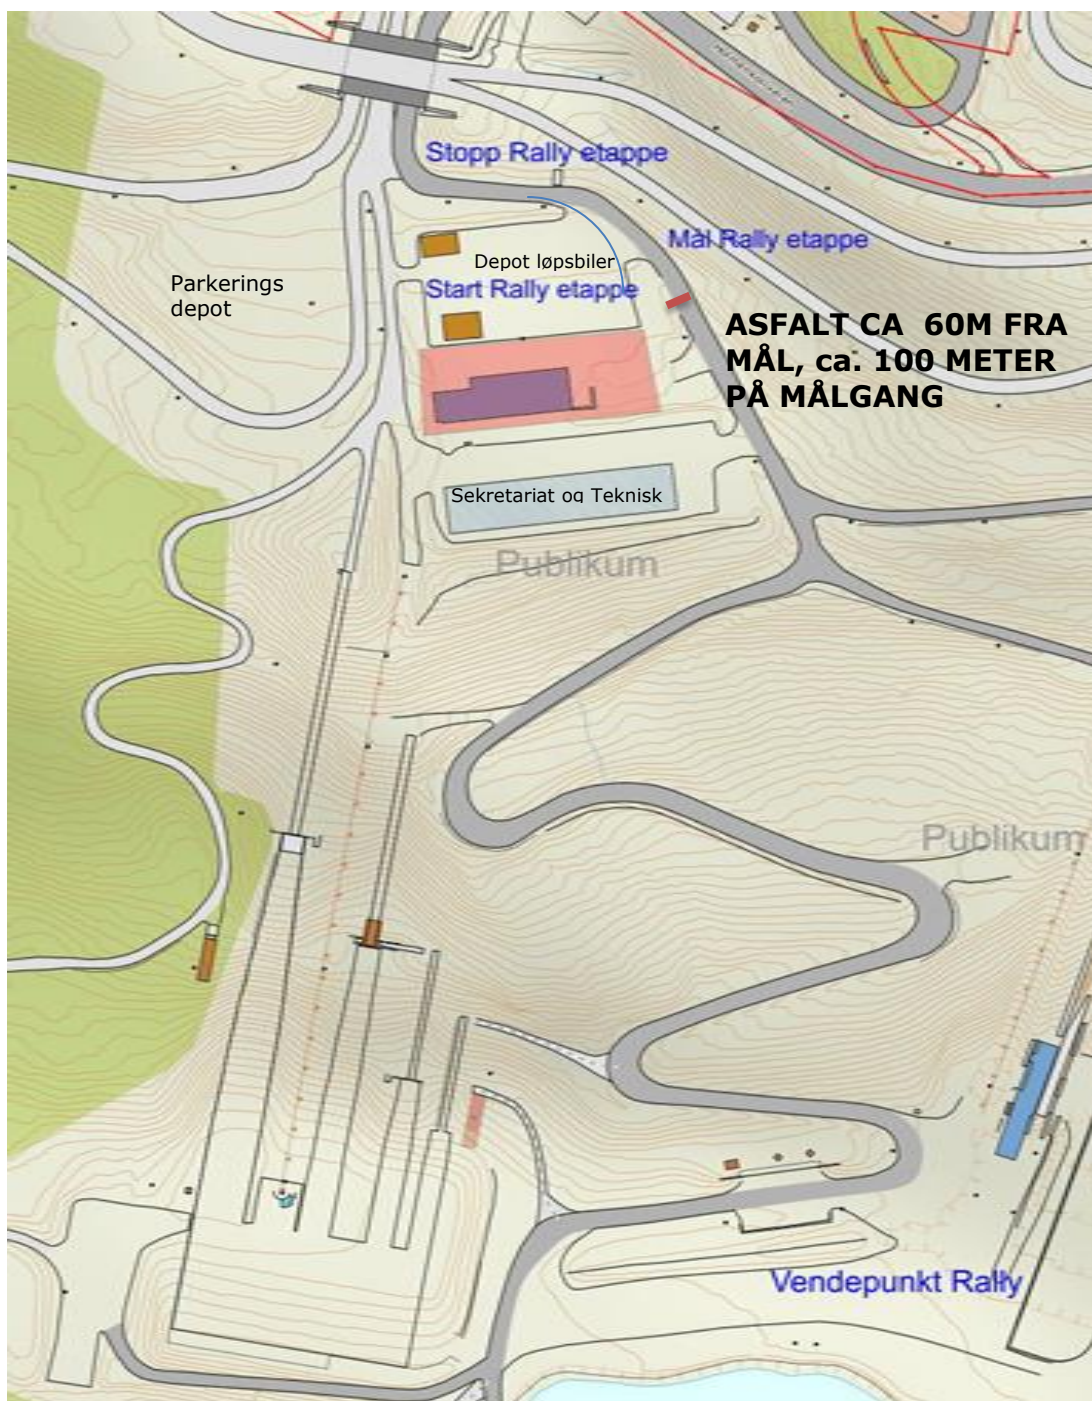 Stopp Rally etappe
Mål Rally etappe
Depot løpsbiler
Parkerings
depot
Start Rally etappe
ASFALT CA 60M FRA
MÅL, ca. 100 METER
PÅ MÅLGANG
Sekretariat og Teknisk
Publikum
Publikum
Vendepunkt Rally